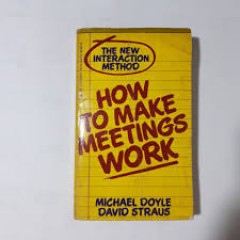 THE NEW
INTERACTION
METHOD
HOW
TO MAKE
MEETINGS
WORK
MICHAEL DOYLE
DAVID STRAUS